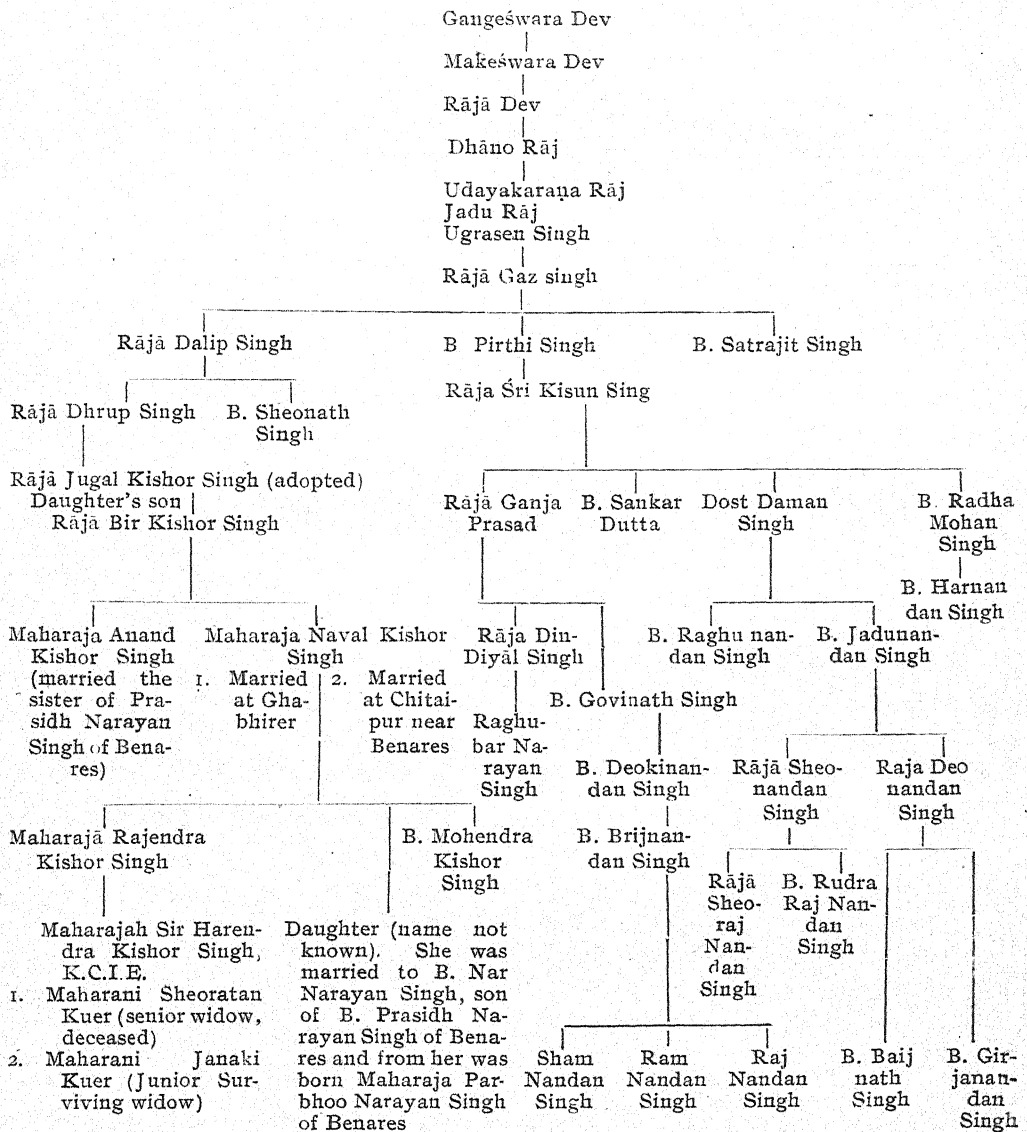 Gangeśwara Dev
Makeśwara Dev
Rājā Dev
Dhāno Rāj
Udayakaraṇa Rāj
Jadu Rāj
Ugrasen Singh
Rājā Gaz singh
Rājā Dalip Singh
B Pirthi Singh
B. Satrajit Singh
Rāja Śri Kisun Sing
Rājā Dhrup Singh
B. Sheonath
Singh
Rājā Jugal Kishor Singh (adopted)
Daughter's son
Rājā Bir Kishor Singh
Rājā Ganja
Prasad
B. Sankar
Dutta
Dost Daman
Singh
B. Radha
Mohan
Singh
B. Harnan
dan Singh
Maharaja Anand
Kishor Singh
(married the
sister of Pra-
sidh Narayan
Singh of Bena-
res)
Maharaja Naval Kishor
Singh
1. Married
at Gha-
bhirer
2. Married
at Chitai-
pur near
Benares
Rāja Din-
Diyāl Singh
Raghu-
bar Na-
rayan
Singh
B. Govinath Singh
B. Raghu nan-
dan Singh
B. Jadunan-
dan Singh
B. Deokinan-
dan Singh
Rājā Sheo-
nandan
Singh
Raja Deo
nandan
Singh
Maharajā Rajendra
Kishor Singh
B. Mohendra
Kishor
Singh
B. Brijnan-
dan Singh
Rājā
Sheo-
raj
Nan-
dan
Singh
B. Rudra
Raj Nan-
dan
Singh
Maharajah Sir Haren-
dra Kishor Singh,
K.C.I.E.
1. Maharani Sheoratan
Kuer (senior widow,
deceased)
2. Maharani Janaki
Kuer (Junior Sur-
viving widow)
Daughter (name not
known). She was
married to B. Nar
Narayan Singh, son
of B. Prasidh Na-
rayan Singh of Bena-
res and from her was
born Maharaja Par-
bhoo Narayan Singh
of Benares
Sham
Nandan
Singh
Ram
Nandan
Singh
Raj
Nandan
Singh
B. Baij
nath
Singh
B. Gir-
janan-
dan
Singh